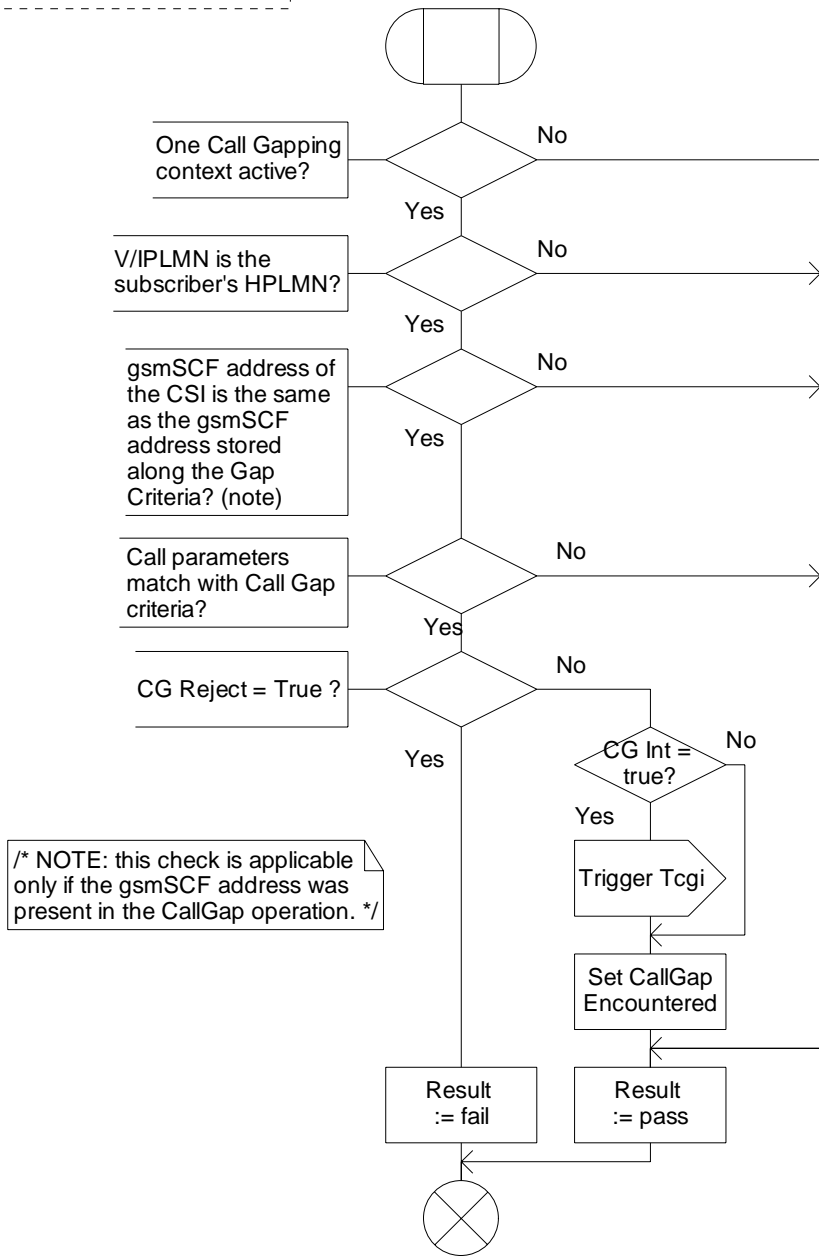 One Call Gapping
context active?
No
Yes
V/IPLMN is the
subscriber's HPLMN?
No
Yes
gsmSCF address of
the CSI is the same
as the gsmSCF
address stored
along the Gap
Criteria? (note)
No
Yes
Call parameters
match with Call Gap
criteria?
No
Yes
CG Reject = True ?
No
Yes
CG Int =
true?
No
Yes
Trigger Tcgi
/* NOTE: this check is applicable
only if the gsmSCF address was
present in the CallGap operation. */
Set CallGap
Encountered
Result
:= fail
Result
:= pass